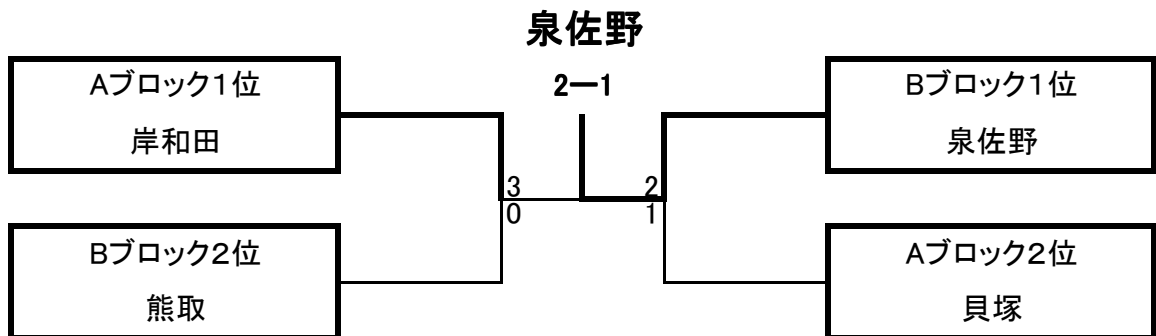 泉佐野
2ー1
Aブロック1位
岸和田
Bブロック1位
泉佐野
3
0
2
1
Bブロック2位
熊取
Aブロック2位
貝塚